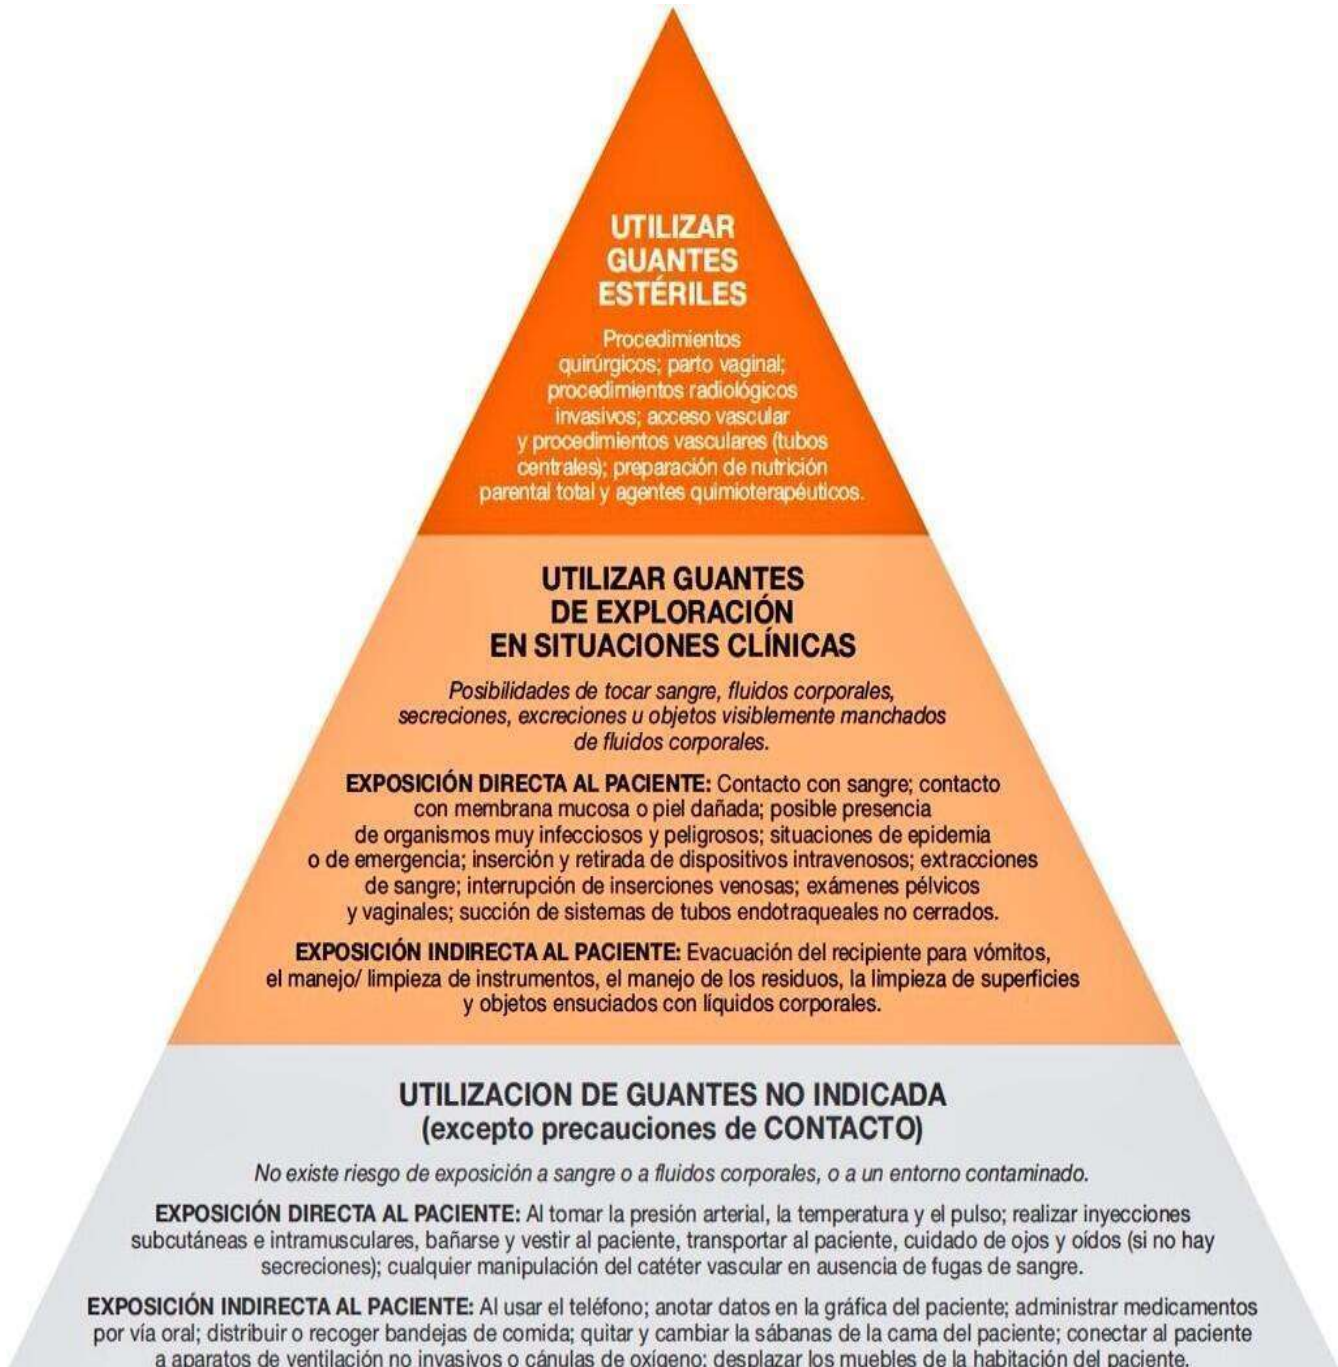 UTILIZAR
GUANTES
ESTÉRILES
Procedimientos
quirúrgicos; parto vaginal;
procedimientos radiológicos
invasivos; acceso vascular
y procedimientos vasculares (tubos
centrales); preparación de nutrición
parental total y agentes quimioterapéuticos.
UTILIZAR GUANTES
DE EXPLORACIÓN
EN SITUACIONES CLÍNICAS
Posibilidades de tocar sangre, fluidos corporales,
secreciones, excreciones u objetos visiblemente manchados
de fluidos corporales.
EXPOSICIÓN DIRECTA AL PACIENTE: Contacto con sangre; contacto
con membrana mucosa o piel dañada; posible presencia
de organismos muy infecciosos y peligrosos; situaciones de epidemia
o de emergencia; inserción y retirada de dispositivos intravenosos; extracciones
de sangre; interrupción de inserciones venosas; exámenes pélvicos
y vaginales; succión de sistemas de tubos endotraqueales no cerrados.
EXPOSICIÓN INDIRECTA AL PACIENTE: Evacuación del recipiente para vómitos,
el manejo/ limpieza de instrumentos, el manejo de los residuos, la limpieza de superficies
y objetos ensuciados con líquidos corporales.
UTILIZACION DE GUANTES NO INDICADA
(excepto precauciones de CONTACTO)
No existe riesgo de exposición a sangre o a fluidos corporales, o a un entorno contaminado.
EXPOSICIÓN DIRECTA AL PACIENTE: Al tomar la presión arterial, la temperatura y el pulso; realizar inyecciones
subcutáneas e intramusculares, bañarse y vestir al paciente, transportar al paciente, cuidado de ojos y oídos (si no hay
secreciones); cualquier manipulación del catéter vascular en ausencia de fugas de sangre.
EXPOSICIÓN INDIRECTA AL PACIENTE: Al usar el teléfono; anotar datos en la gráfica del paciente; administrar medicamentos
por vía oral; distribuir o recoger bandejas de comida; quitar y cambiar la sábanas de la cama del paciente; conectar al paciente
a aparatos de ventilación no invasivos o cánulas de oxígeno; desplazar los muebles de la habitación del paciente.